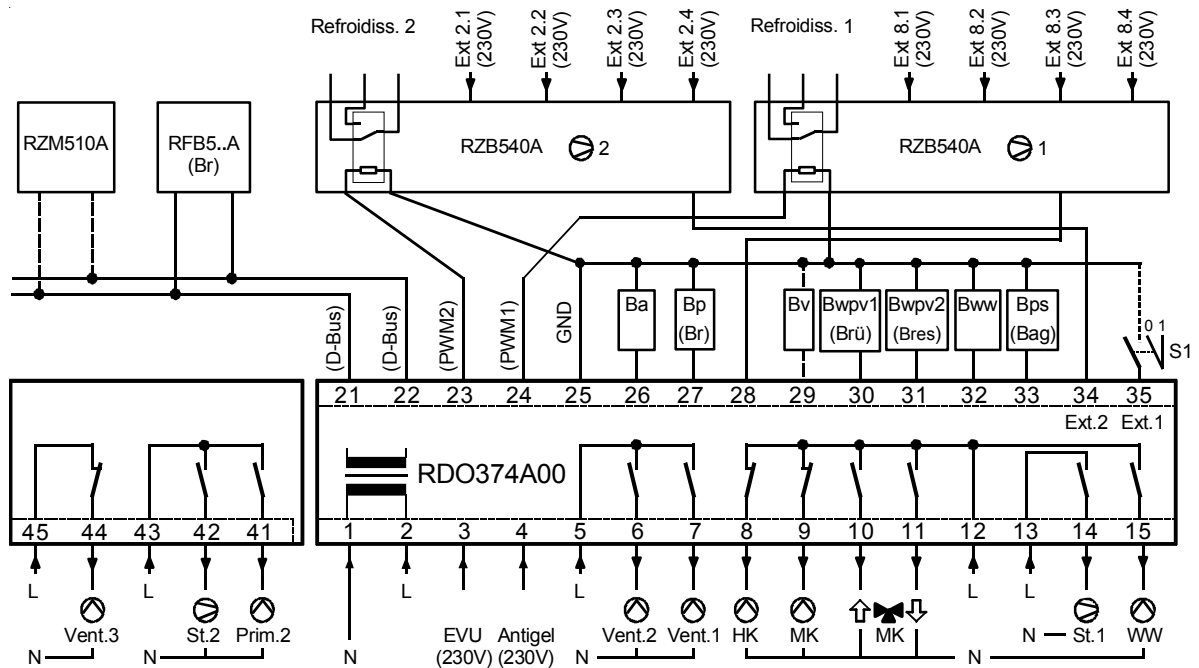 Refroidiss. 2
Ext 2.1 (230V)
Ext 2.2 (230V)
Ext 2.3 (230V)
Ext 2.4 (230V)
Refroidiss. 1
Ext 8.1 (230V)
Ext 8.2 (230V)
Ext 8.3 (230V)
Ext 8.4 (230V)
RZM510A
RFB5..A
(Br)
RZB540A 2
RZB540A 1
(D-Bus)
(D-Bus)
(PWM2)
(PWM1)
GND
Ba
Bp
(Br)
Bv
Bwpv1
(Brü)
Bwpv2
(Bres)
Bww
Bps
(Bag)
0 1
S1
21 22 23 24 25 26 27 28 29 30 31 32 33 34 35
Ext.2 Ext.1
RDO374A00
45 44 43 42 41
1 2 3 4 5 6 7 8 9 10 11 12 13 14 15
L L L L L L
Vent.3 St.2 Prim.2
N N N
EVU
(230V)
Antigel
(230V)
Vent.2 Vent.1 HK MK MK N St.1 WW
N N